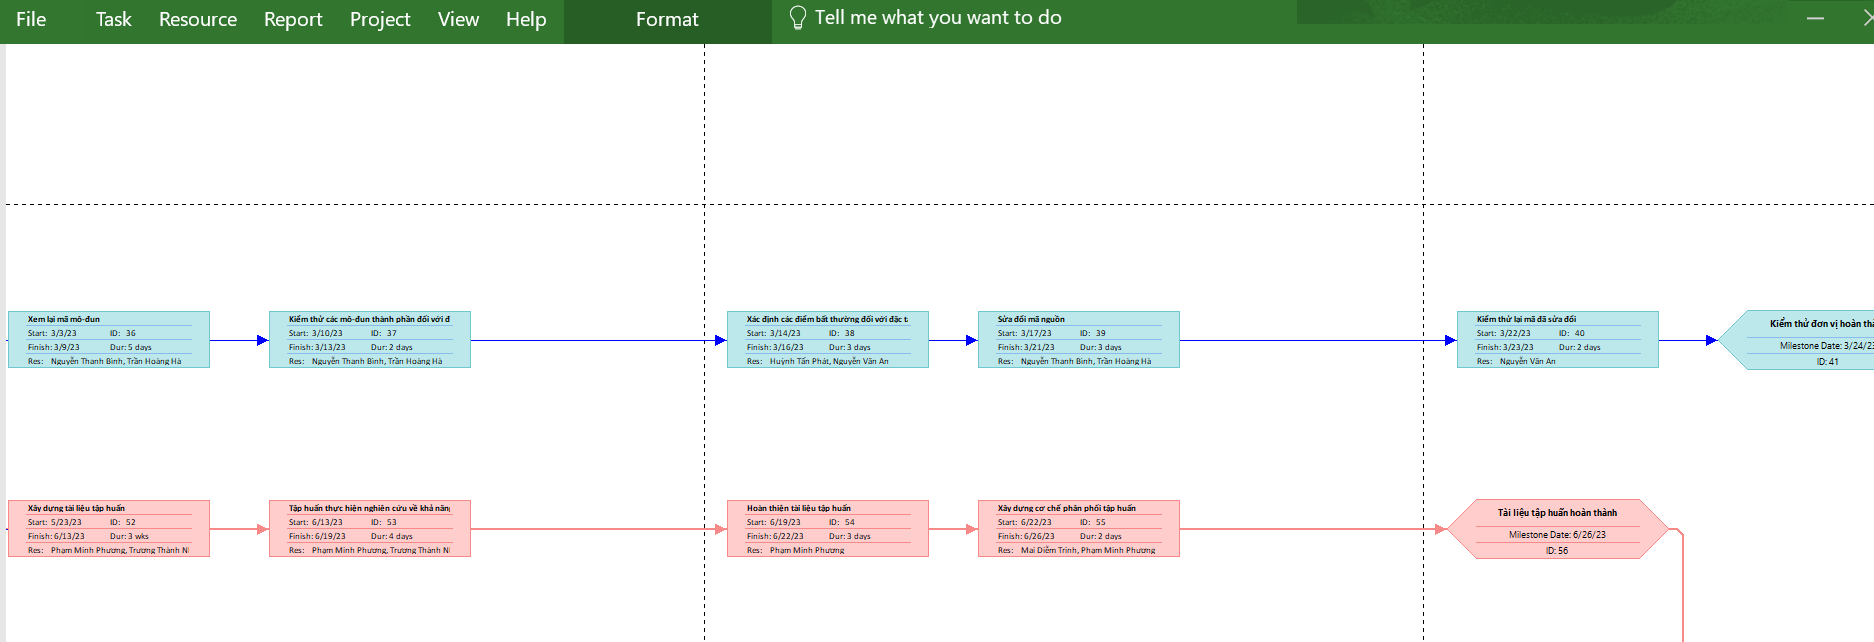 File Task Resource Report Project View Help Format Tell me what you want to do
Xem lại mã mô-đun
Start: 3/3/23 ID: 36
Finish: 3/9/23 Dur: 5 days
Res: Nguyễn Thanh Bình, Trần Hoàng Hà
Kiểm thử các mô-đun thành phần đối với đ
Start: 3/10/23 ID: 37
Finish: 3/13/23 Dur: 2 days
Res: Nguyễn Thanh Bình, Trần Hoàng Hà
Xác định các điểm bất thường đối với đặc t
Start: 3/14/23 ID: 38
Finish: 3/16/23 Dur: 3 days
Res: Huỳnh Tấn Phát, Nguyễn Văn An
Sửa đổi mã nguồn
Start: 3/17/23 ID: 39
Finish: 3/21/23 Dur: 3 days
Res: Nguyễn Thanh Bình, Trần Hoàng Hà
Kiểm thử lại mã đã sửa đổi
Start: 3/22/23 ID: 40
Finish: 3/23/23 Dur: 2 days
Res: Nguyễn Văn An
Kiểm thử đơn vị hoàn thà
Milestone Date: 3/24/23
ID: 41
Xây dựng tài liệu tập huấn
Start: 5/23/23 ID: 52
Finish: 6/13/23 Dur: 3 wks
Res: Phạm Minh Phương, Trương Thành N
Tập huấn thực hiện nghiên cứu về khả năn
Start: 6/13/23 ID: 53
Finish: 6/19/23 Dur: 4 days
Res: Phạm Minh Phương, Trương Thành N
Hoàn thiện tài liệu tập huấn
Start: 6/19/23 ID: 54
Finish: 6/22/23 Dur: 3 days
Res: Phạm Minh Phương
Xây dựng cơ chế phân phối tập huấn
Start: 6/22/23 ID: 55
Finish: 6/26/23 Dur: 2 days
Res: Mai Diễm Trinh, Phạm Minh Phương
Tài liệu tập huấn hoàn thành
Milestone Date: 6/26/23
ID: 56